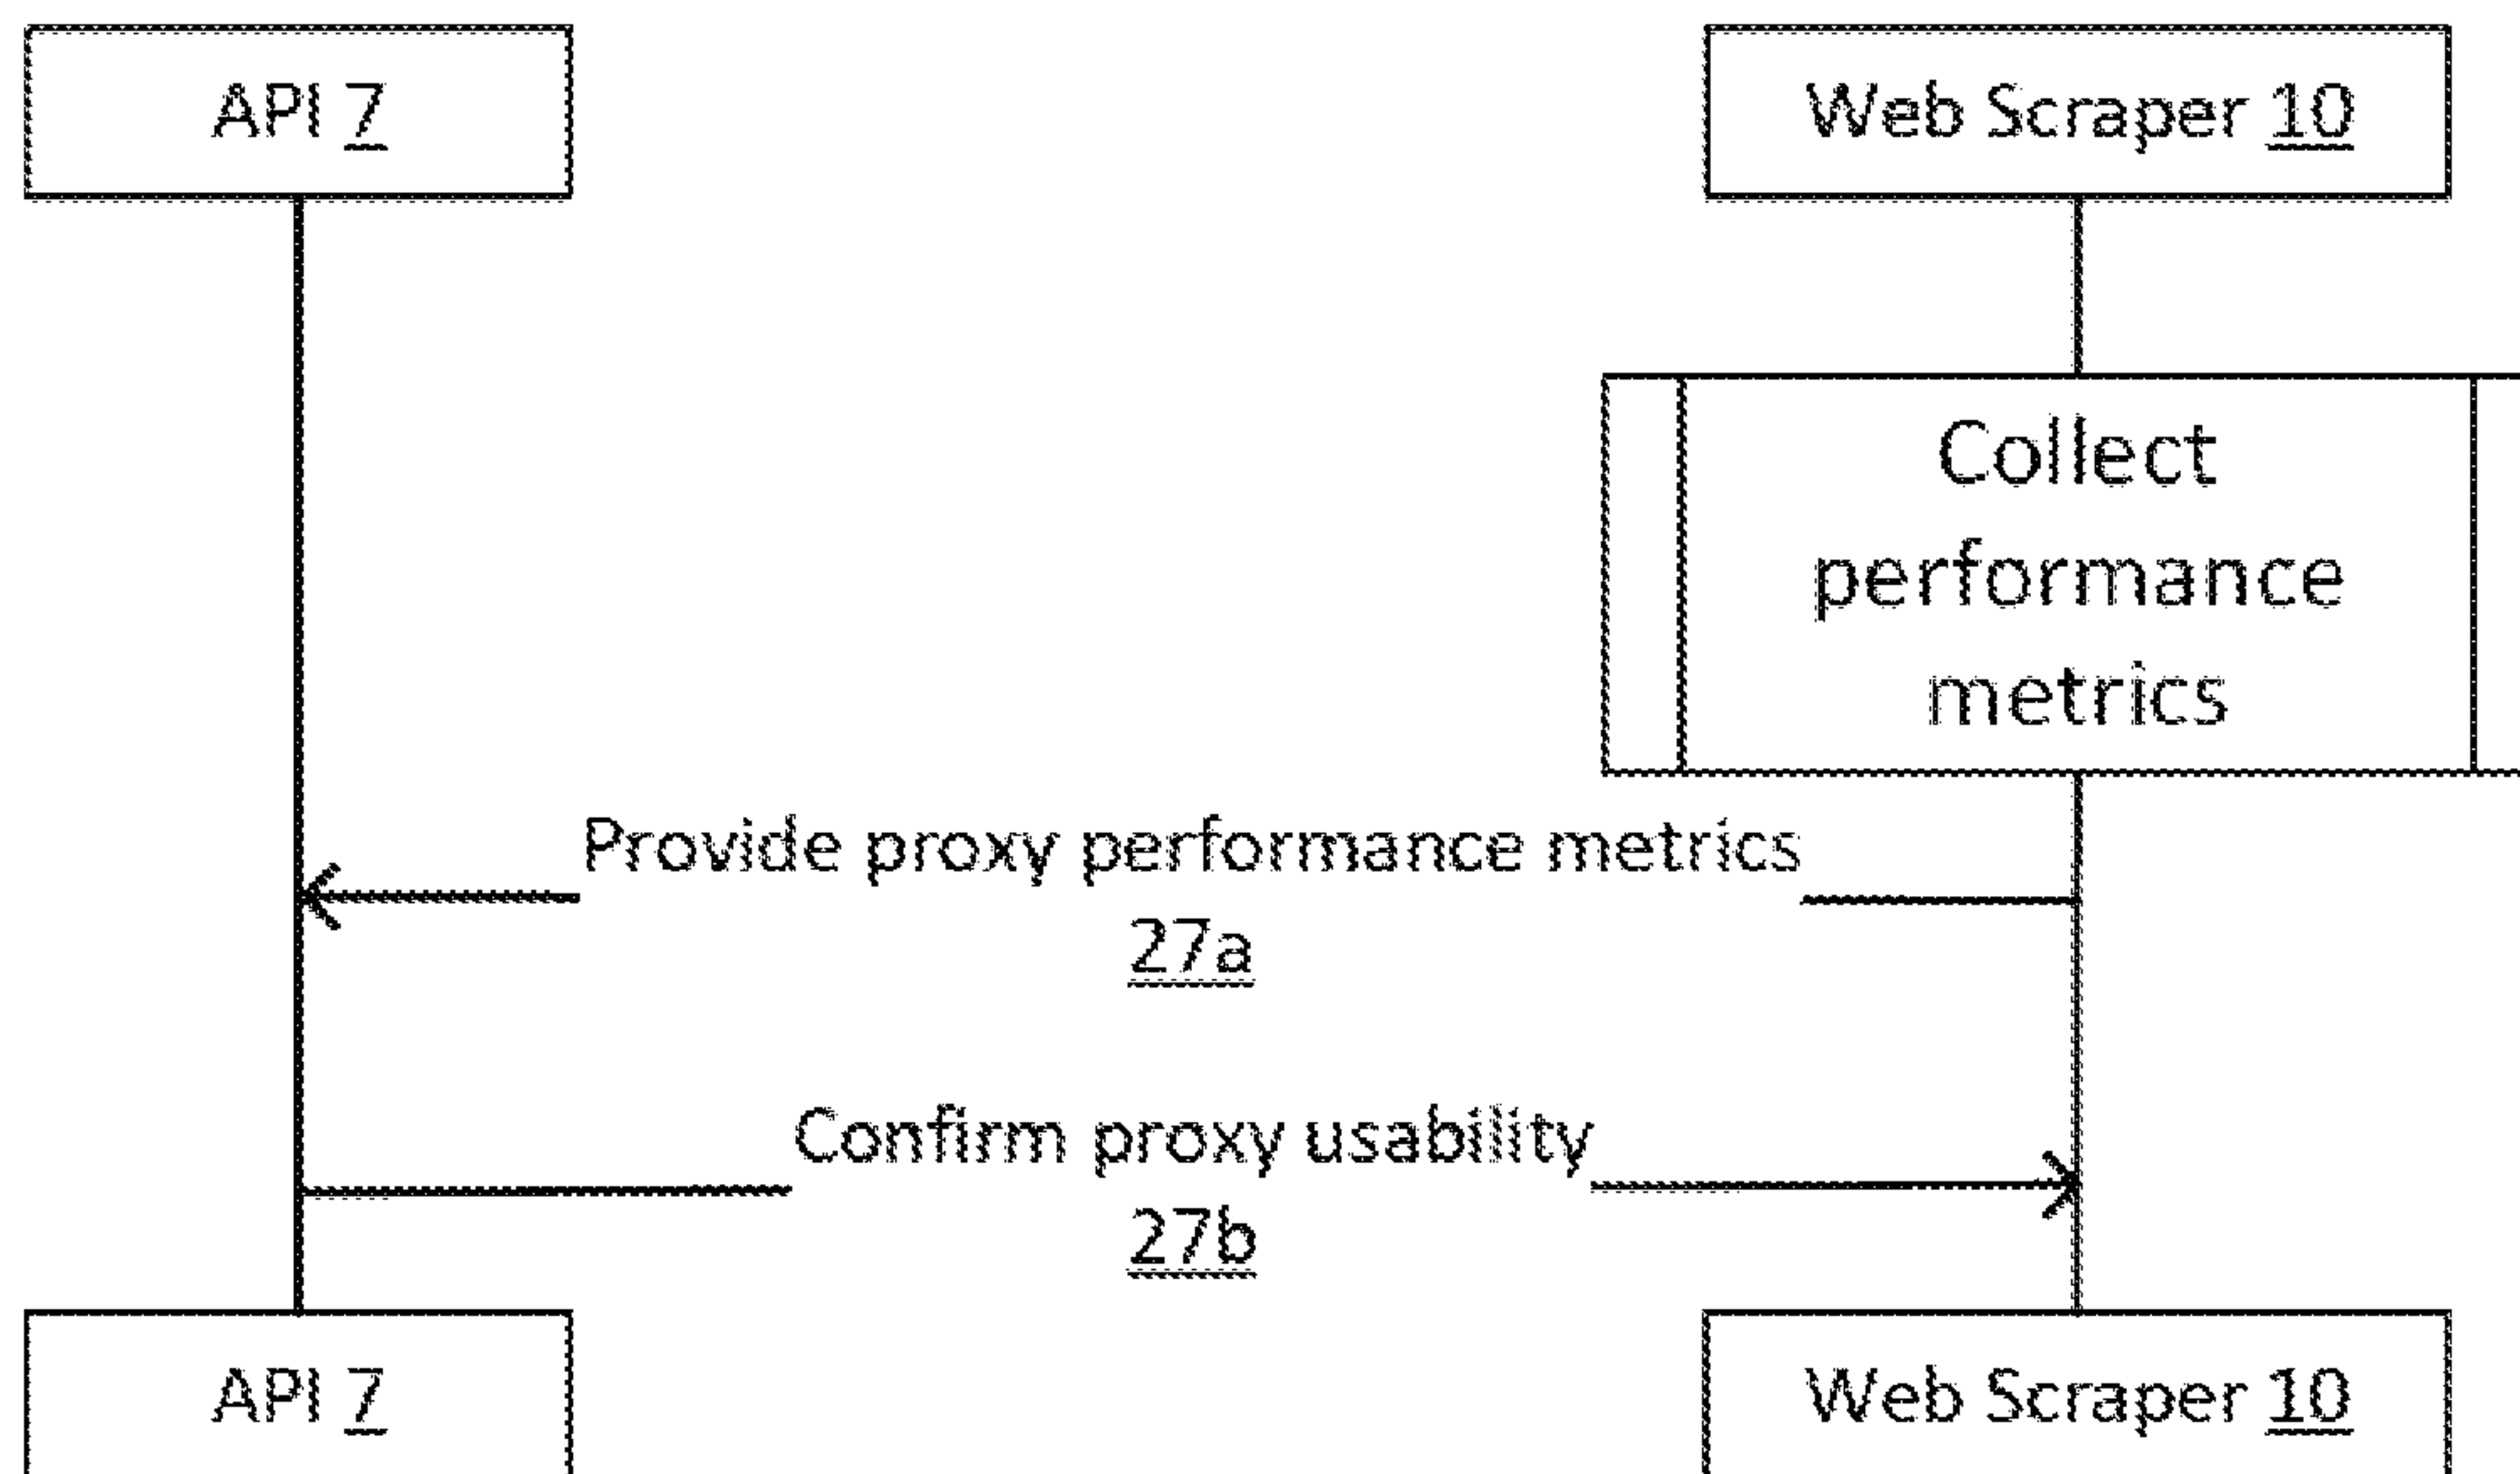 API 7
Web Scraper 10
Collect
performance
metrics
Provide proxy performance metrics
27a
Confirm proxy usability
27b
API 7
Web Scraper 10